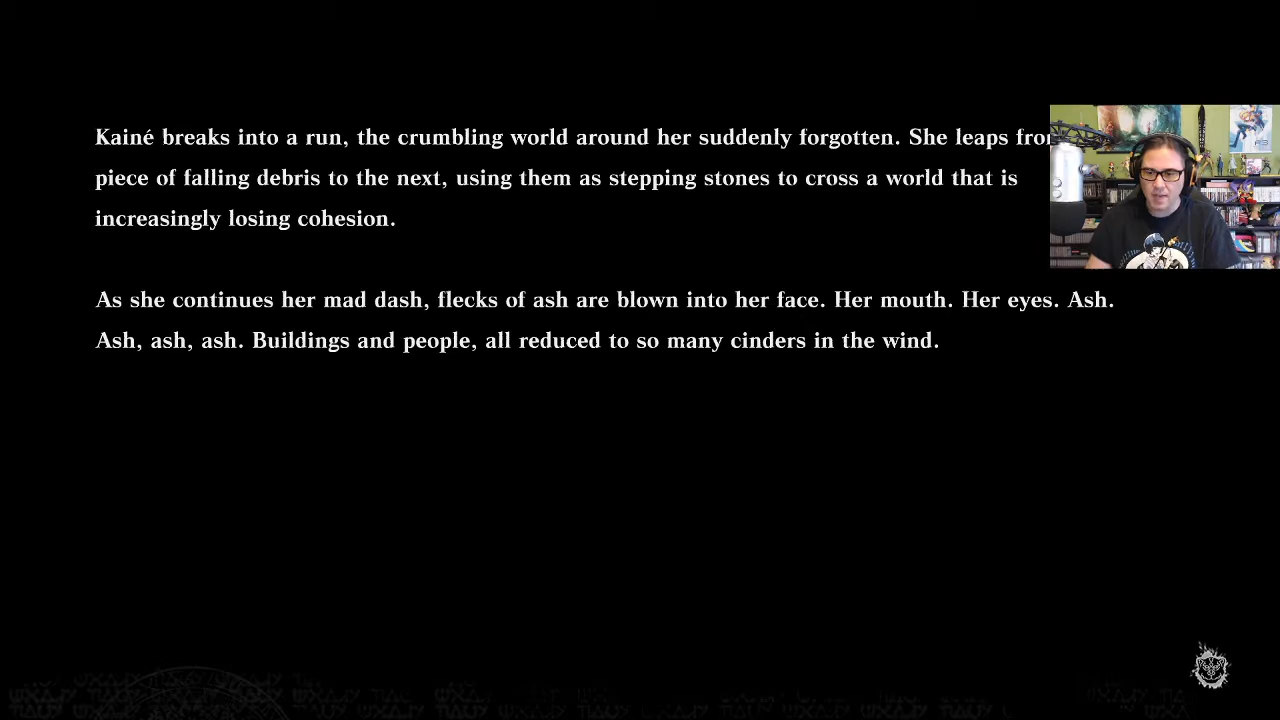 Kainé breaks into a run, the crumbling world around her suddenly forgotten. She leaps
piece of falling debris to the next, using them as stepping stones to cross a world that is
increasingly losing cohesion.
As she continues her mad dash, flecks of ash are blown into her face. Her mouth. Her eyes. Ash.
Ash, ash, ash. Buildings and people, all reduced to so many cinders in the wind.